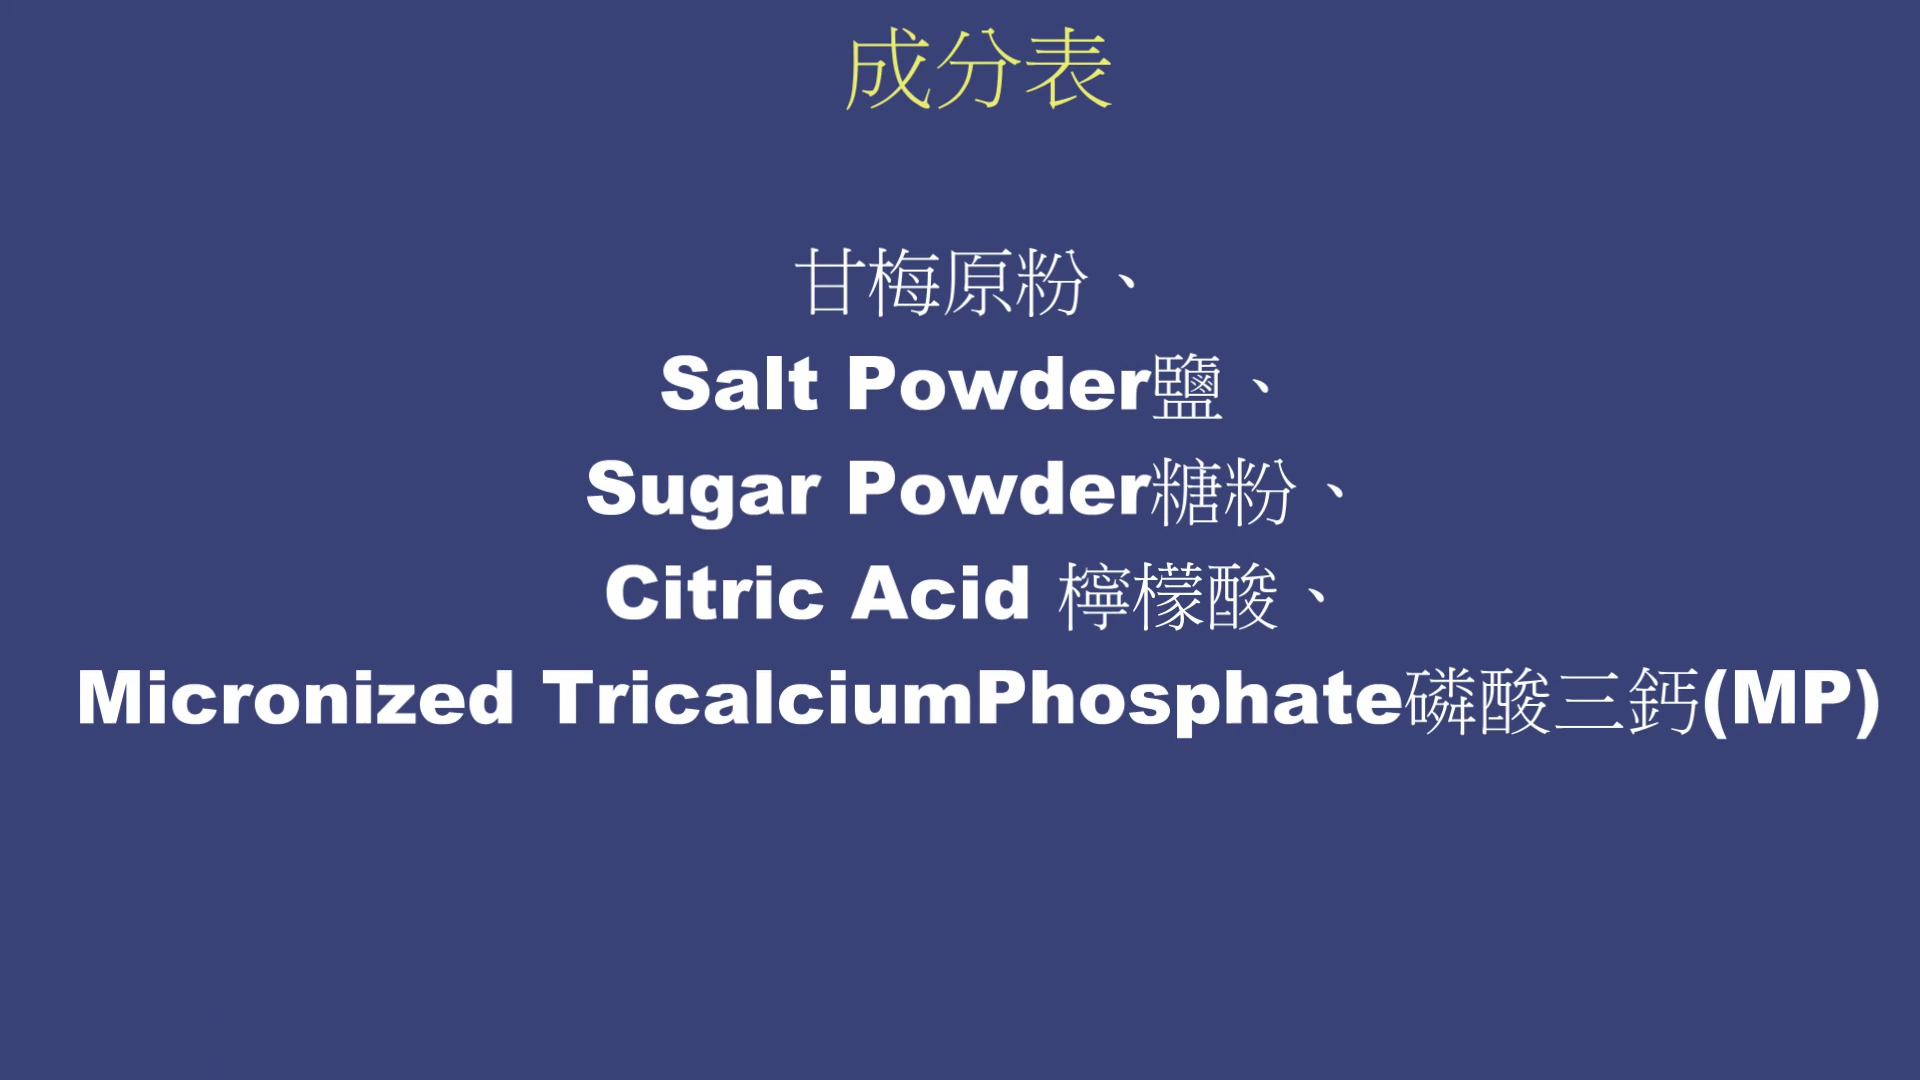 成分表
甘梅原粉、
Salt Powder鹽、
Sugar Powder糖粉、
Citric Acid 檸檬酸、
Micronized TricalciumPhosphate磷酸三鈣(MP)